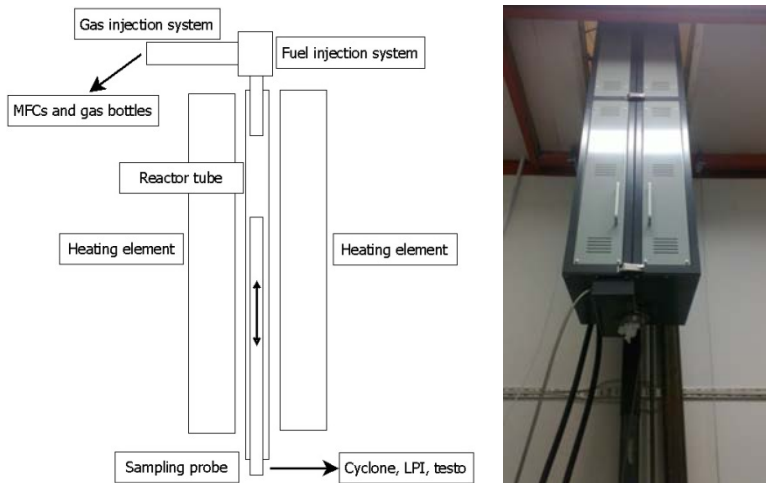 Gas injection system
Fuel injection system
MFCs and gas bottles
Reactor tube
Heating element
Heating element
Sampling probe
Cyclone, LPI, testo